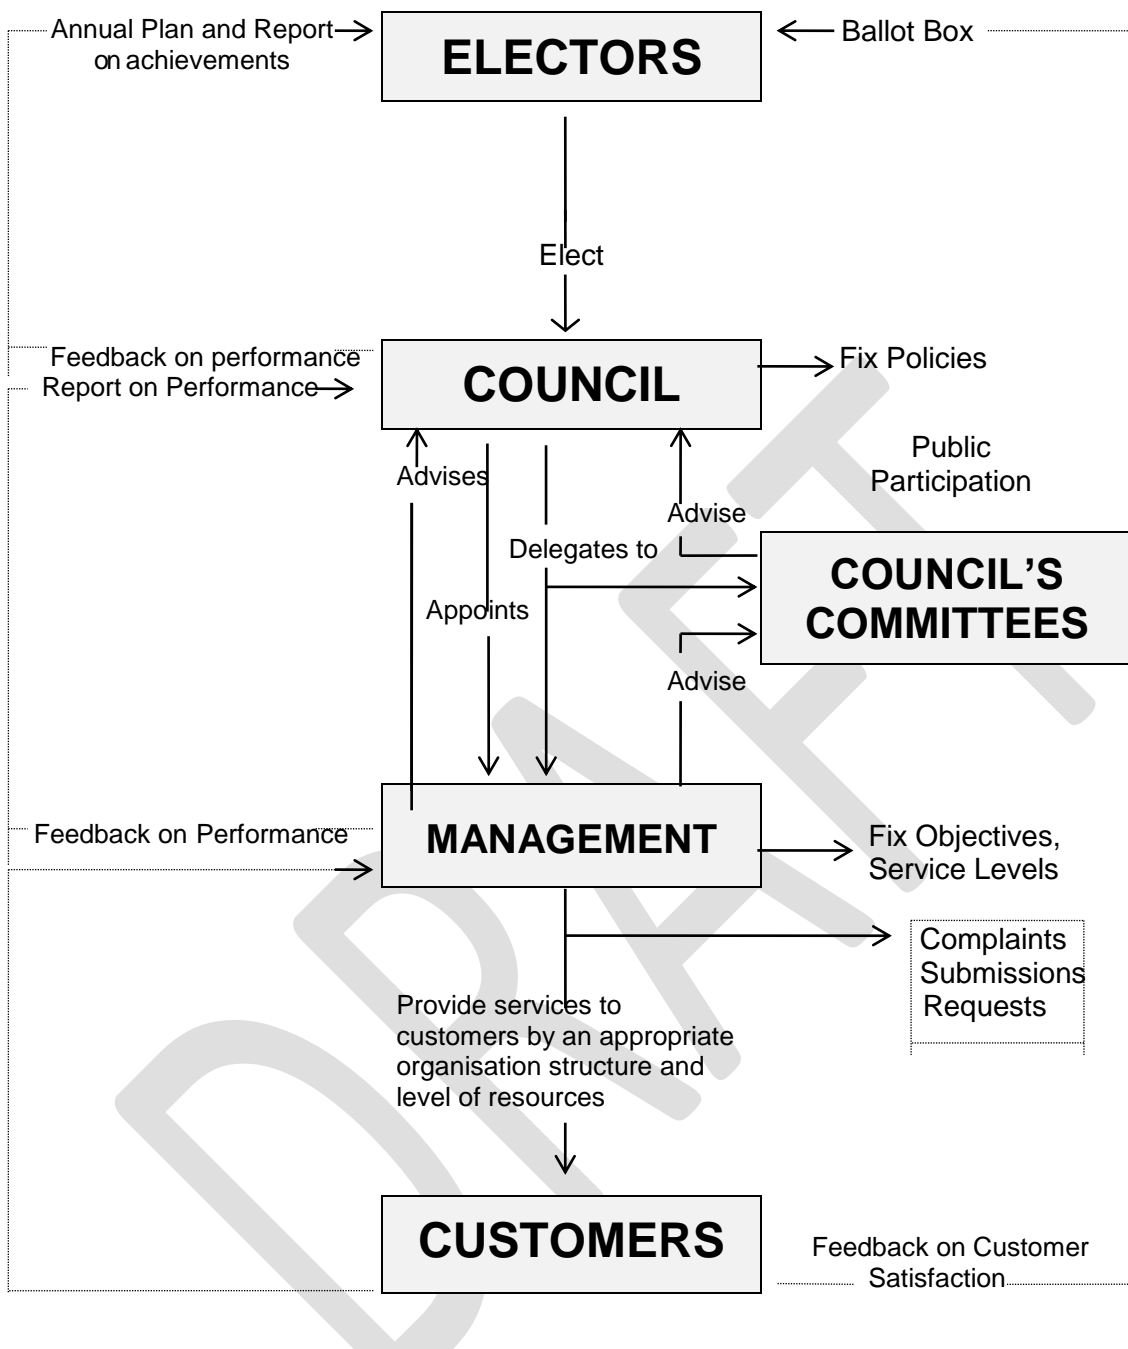 Annual Plan and Report
on achievements
ELECTORS
Ballot Box
Elect
Feedback on performance
Report on Performance
COUNCIL
Fix Policies
Public
Participation
Advises
Advise
Delegates to
COUNCIL’S
COMMITTEES
Appoints
Advise
Feedback on Performance
MANAGEMENT
Fix Objectives,
Service Levels
Complaints
Submissions
Requests
Provide services to
customers by an appropriate
organisation structure and
level of resources
CUSTOMERS
Feedback on Customer
Satisfaction
DRAFT